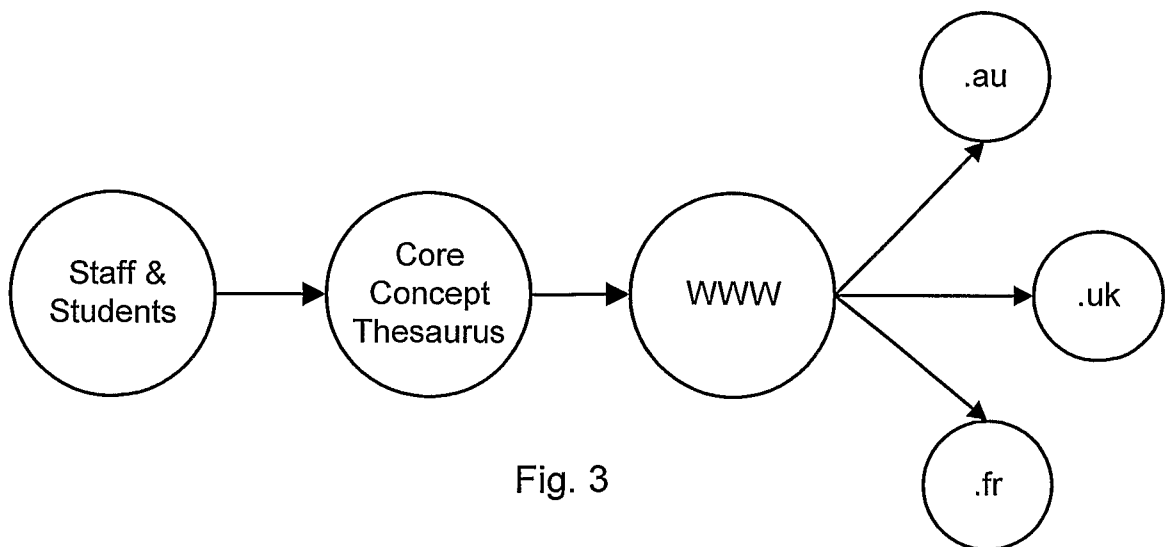 Staff &
Students
Core
Concept
Thesaurus
WWW
.au
.uk
.fr
Fig. 3